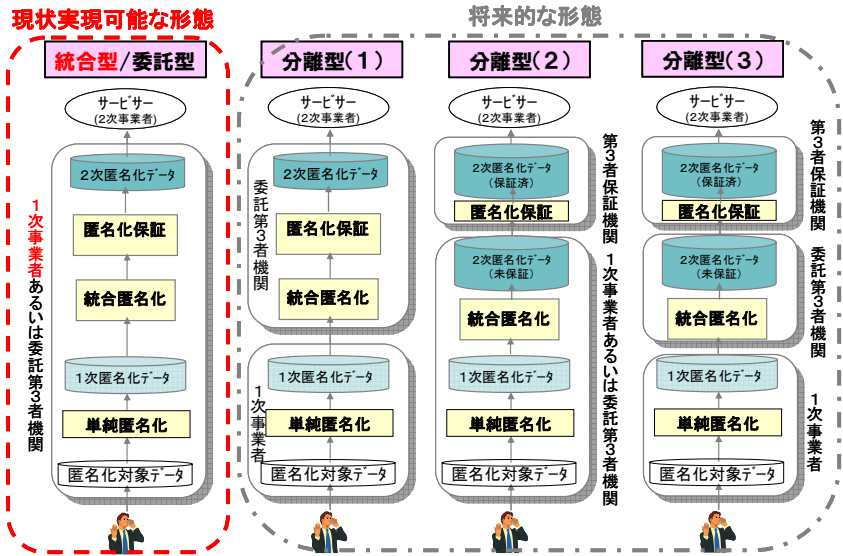 現状実現可能な形態
将来的な形態
統合型/委託型
サービサー
(2次事業者)
2次匿名化データ
匿名化保証
統合匿名化
1次匿名化データ
単純匿名化
匿名化対象データ
1次事業者あるいは委託第3者機関
分離型(1)
サービサー
(2次事業者)
2次匿名化データ
匿名化保証
統合匿名化
委託第3者機関
1次匿名化データ
単純匿名化
匿名化対象データ
1次事業者
分離型(2)
サービサー
(2次事業者)
2次匿名化データ
(保証済)
匿名化保証
第3者保証機関
2次匿名化データ
(未保証)
統合匿名化
1次匿名化データ
単純匿名化
匿名化対象データ
1次事業者あるいは委託第3者機関
分離型(3)
サービサー
(2次事業者)
2次匿名化データ
(保証済)
匿名化保証
第3者保証機関
2次匿名化データ
(未保証)
統合匿名化
委託第3者機関
1次匿名化データ
単純匿名化
匿名化対象データ
1次事業者